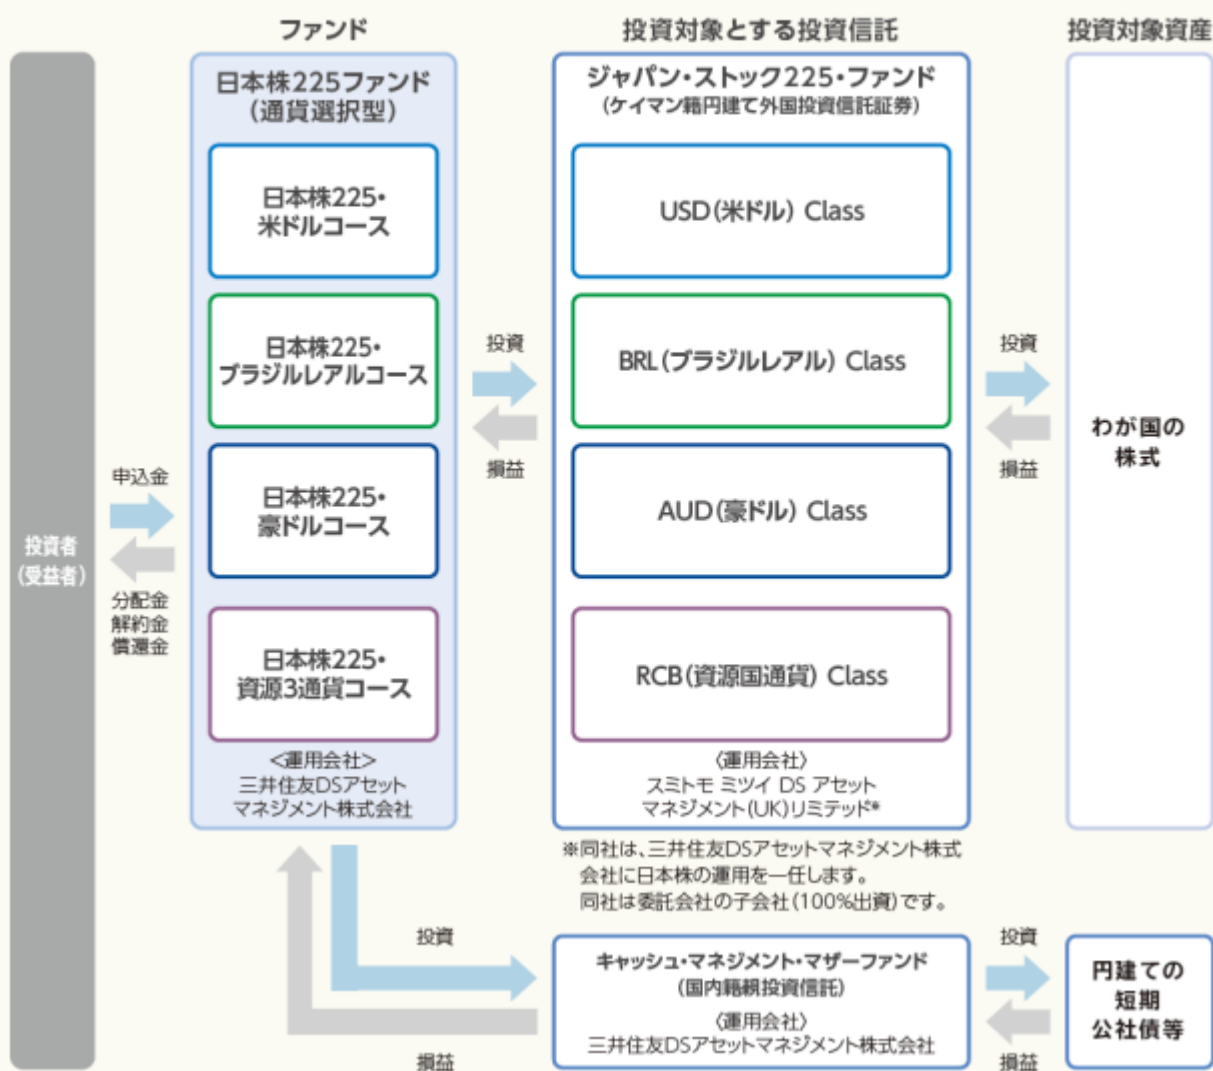 ファンド
投資対象とする投資信託
投資対象資産
投資者
(受益者)
申込金
分配金
解約金
償還金
日本株225ファンド
(通貨選択型)
日本株225・
米ドルコース
日本株225・
ブラジルレアルコース
日本株225・
豪ドルコース
日本株225・
資源3通貨コース
<運用会社>
三井住友DSアセット
マネジメント株式会社
投資
損益
ジャパン・ストック225・ファンド
(ケイマン籍円建て外国投資信託証券)
USD(米ドル) Class
BRL(ブラジルレアル) Class
AUD(豪ドル) Class
RCB(資源国通貨) Class
〈運用会社〉
スミトモ ミツイ DS アセット
マネジメント(UK)リミテッド※
投資
損益
わが国の
株式
※同社は、三井住友DSアセットマネジメント株式
会社に日本株の運用を一任します。
同社は委託会社の子会社(100%出資)です。
投資
損益
キャッシュ・マネジメント・マザーファンド
(国内籍親投資信託)
〈運用会社〉
三井住友DSアセットマネジメント株式会社
投資
損益
円建ての
短期
公社債等